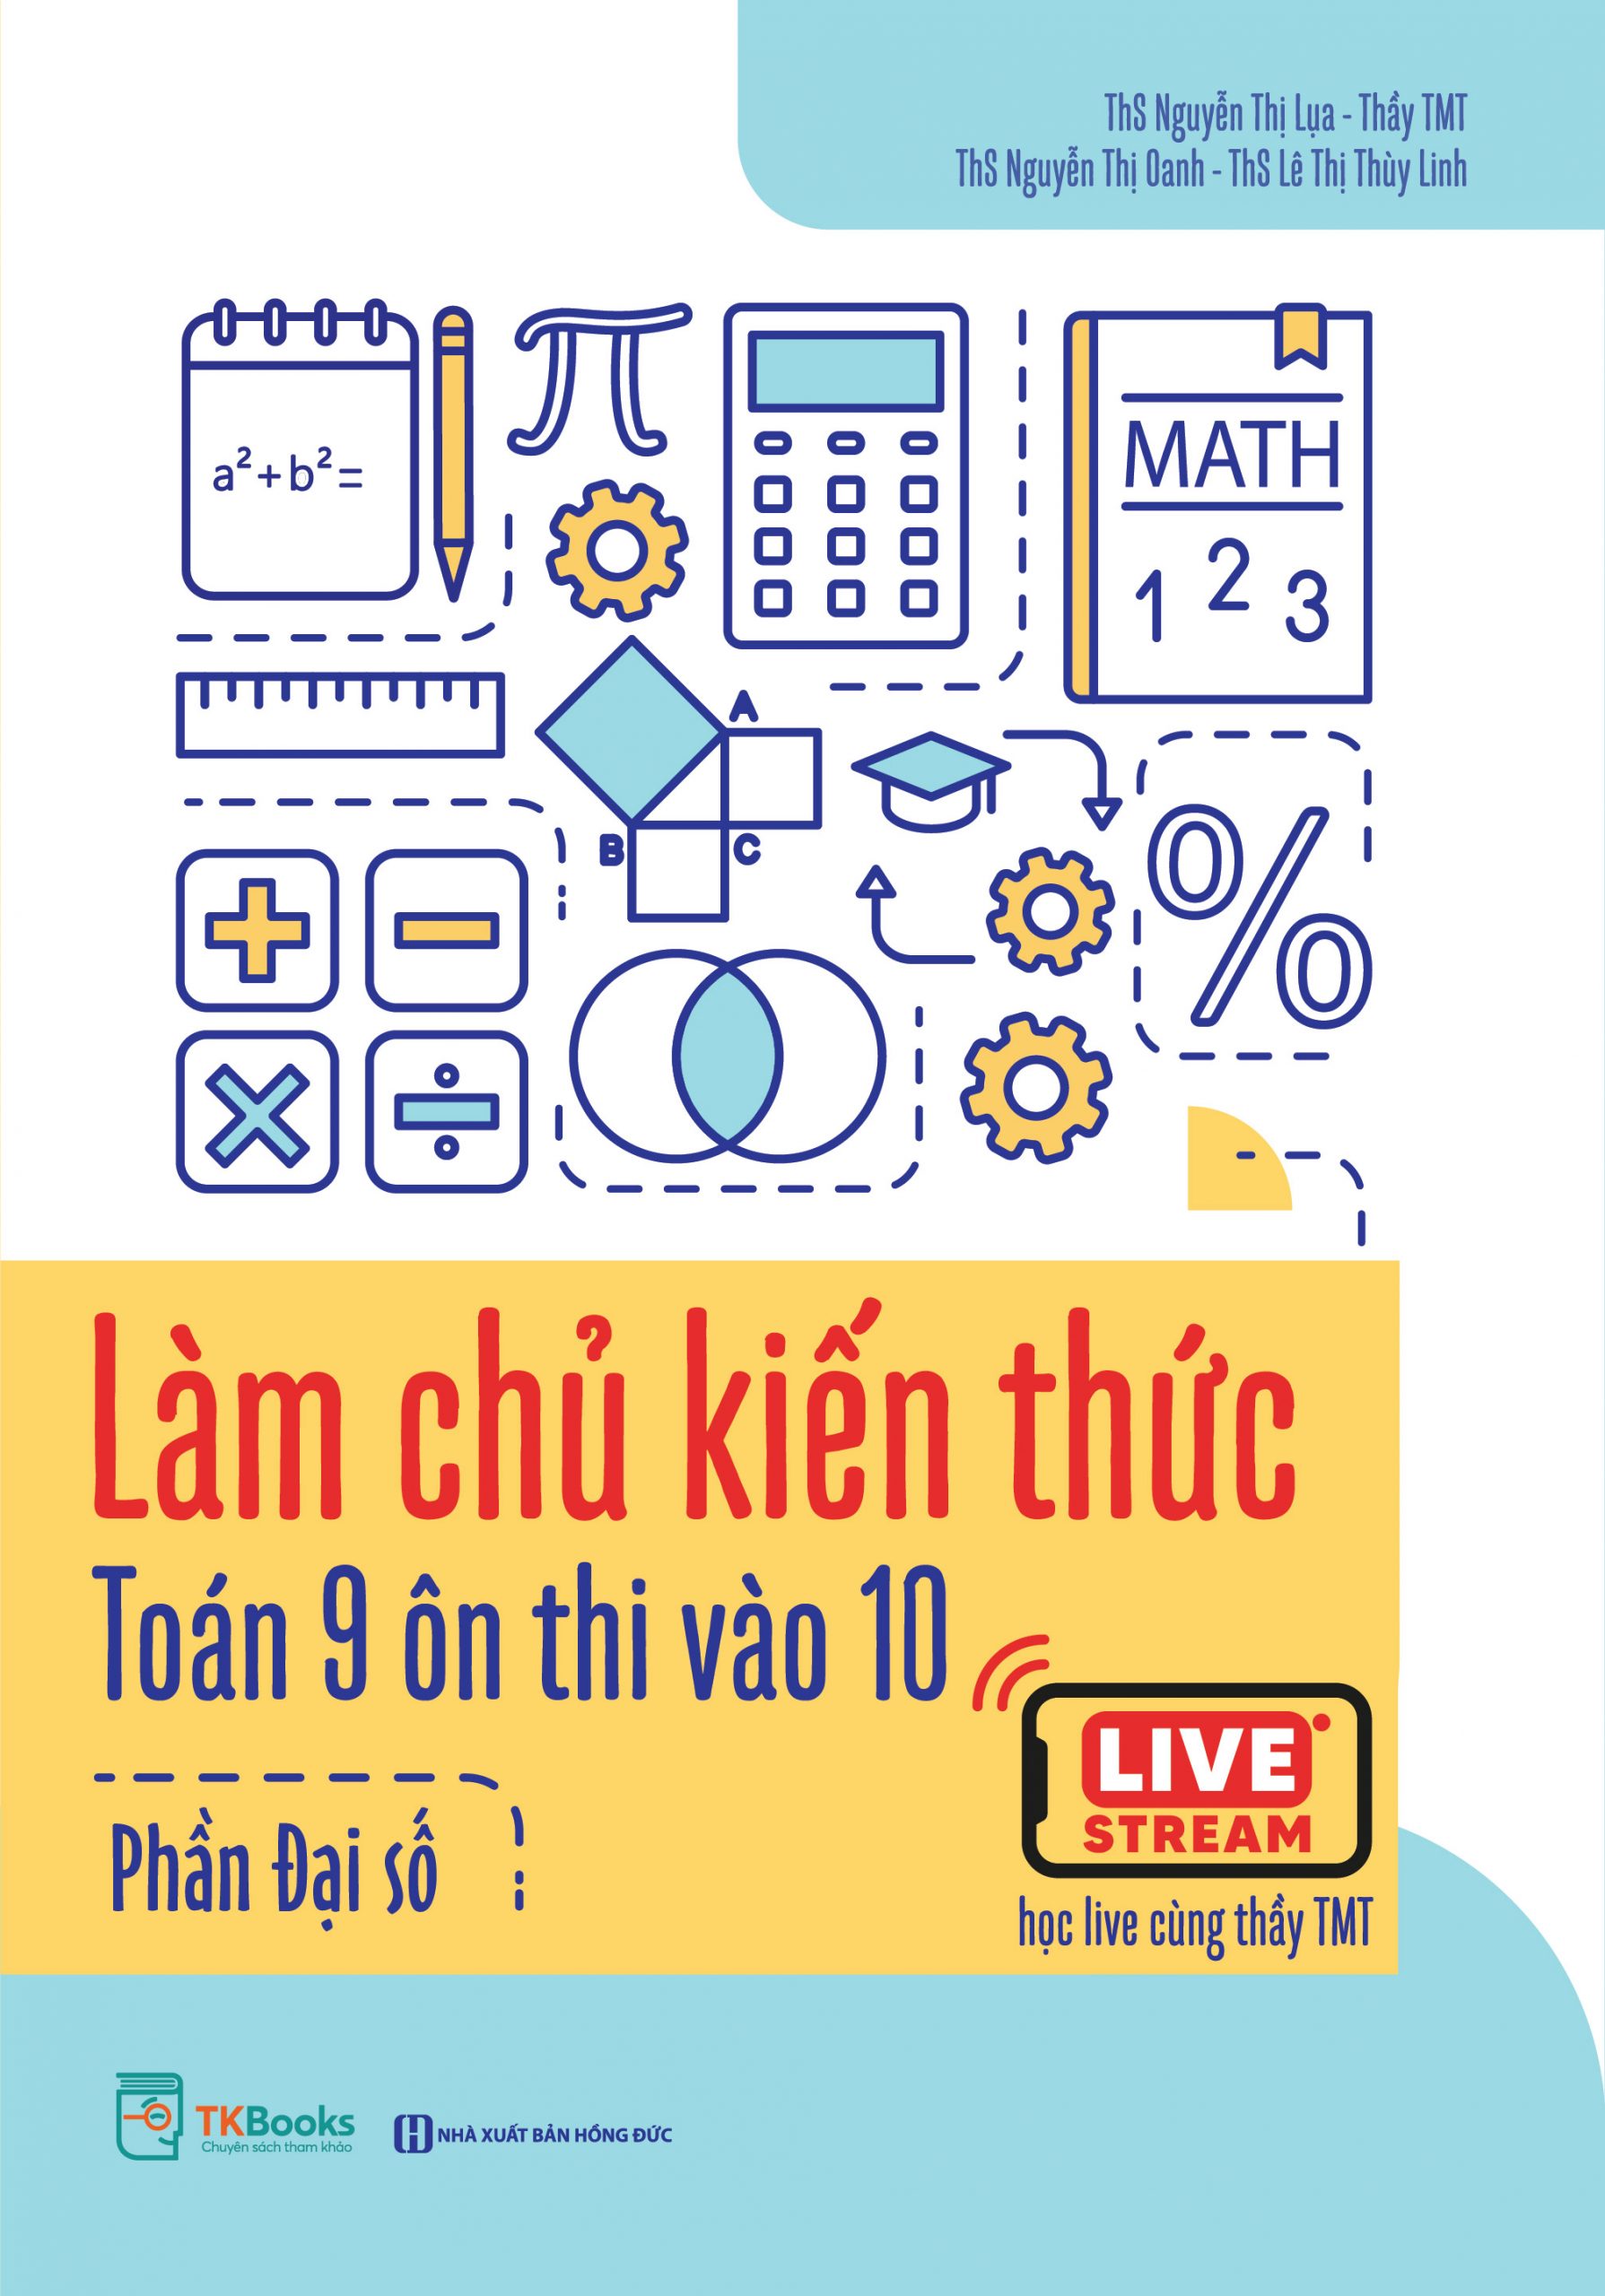 ThS Nguyễn Thị Lụa - Thầy TMT
ThS Nguyễn Thị Oanh - ThS Lê Thị Thùy Linh
a²+b²=
MATH
1 2 3
A
B
C
%
Làm chủ kiến thức
Toán 9 ôn thi vào 10
Phần Đại số
LIVE
STREAM
học live cùng thầy TMT
TKBooks
Chuyên sách tham khảo
NHÀ XUẤT BẢN HỒNG ĐỨC